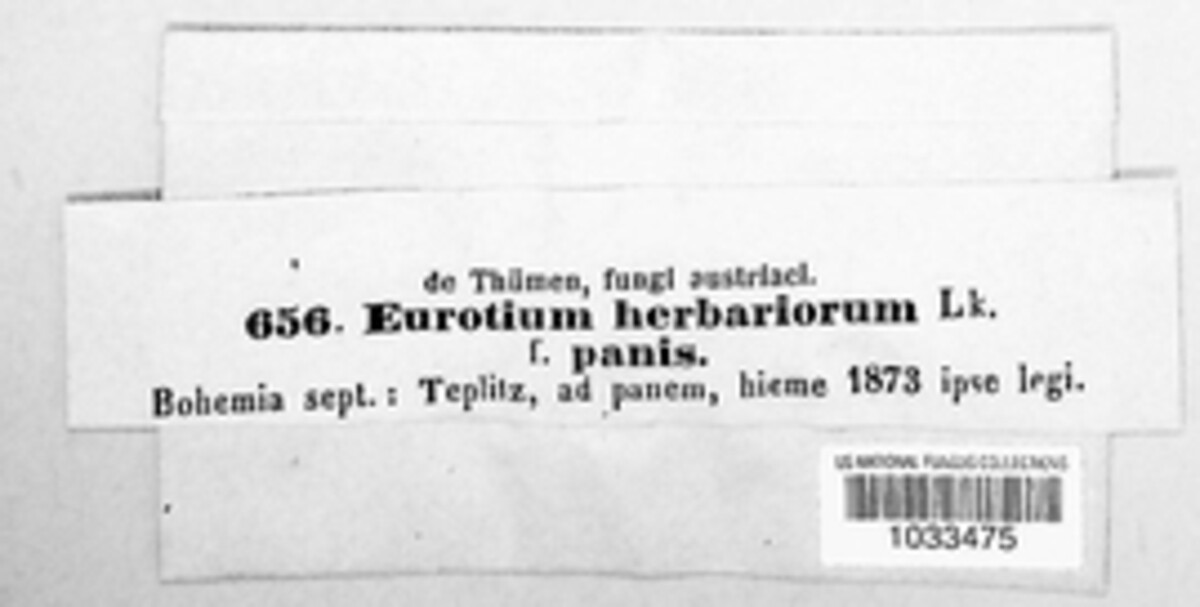 de Thümen, fungi austriaci.
656. Eurotium herbariorum Lk.
f. panis.
Bohemia sept.: Teplitz, ad panem, hieme 1873 ipse legi.
US NATIONAL FUNGUS COLLECTIONS
1033475